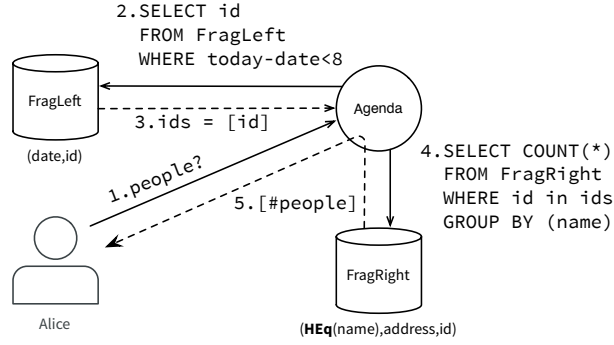 2.SELECT id
FROM FragLeft
WHERE today-date<8
FragLeft
Agenda
3.ids = [id]
(date,id)
1.people?
4.SELECT COUNT(*)
FROM FragRight
WHERE id in ids
GROUP BY (name)
5.[#people]
FragRight
Alice
(HEq(name),address,id)